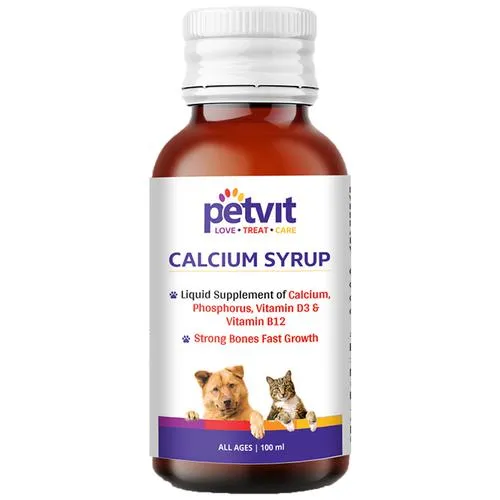 petvit
LOVE • TREAT • CARE
CALCIUM SYRUP
Liquid Supplement of Calcium,
Phosphorus, Vitamin D3 &
Vitamin B12
Strong Bones Fast Growth
ALL AGES | 100 ml